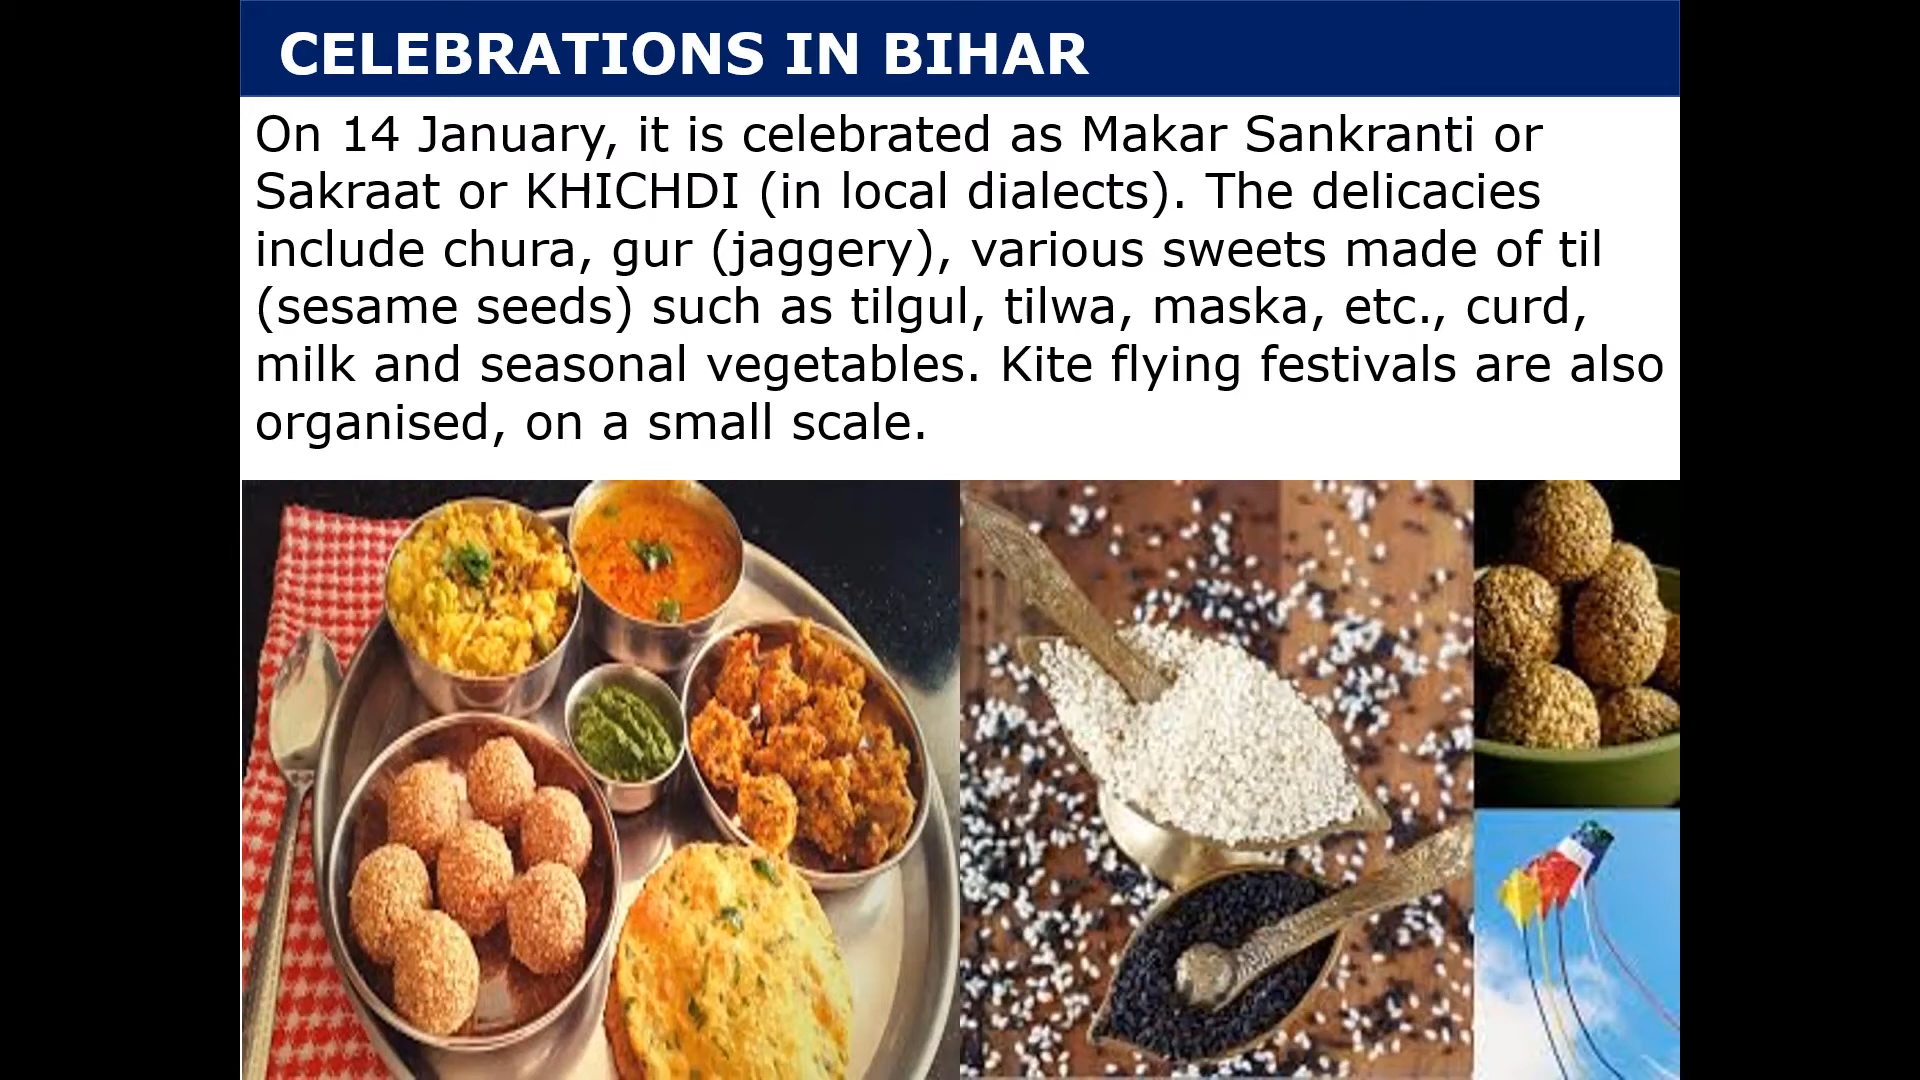 CELEBRATIONS IN BIHAR
On 14 January, it is celebrated as Makar Sankranti or
Sakraat or KHICHDI (in local dialects). The delicacies
include chura, gur (jaggery), various sweets made of til
(sesame seeds) such as tilgul, tilwa, maska, etc., curd,
milk and seasonal vegetables. Kite flying festivals are also
organised, on a small scale.